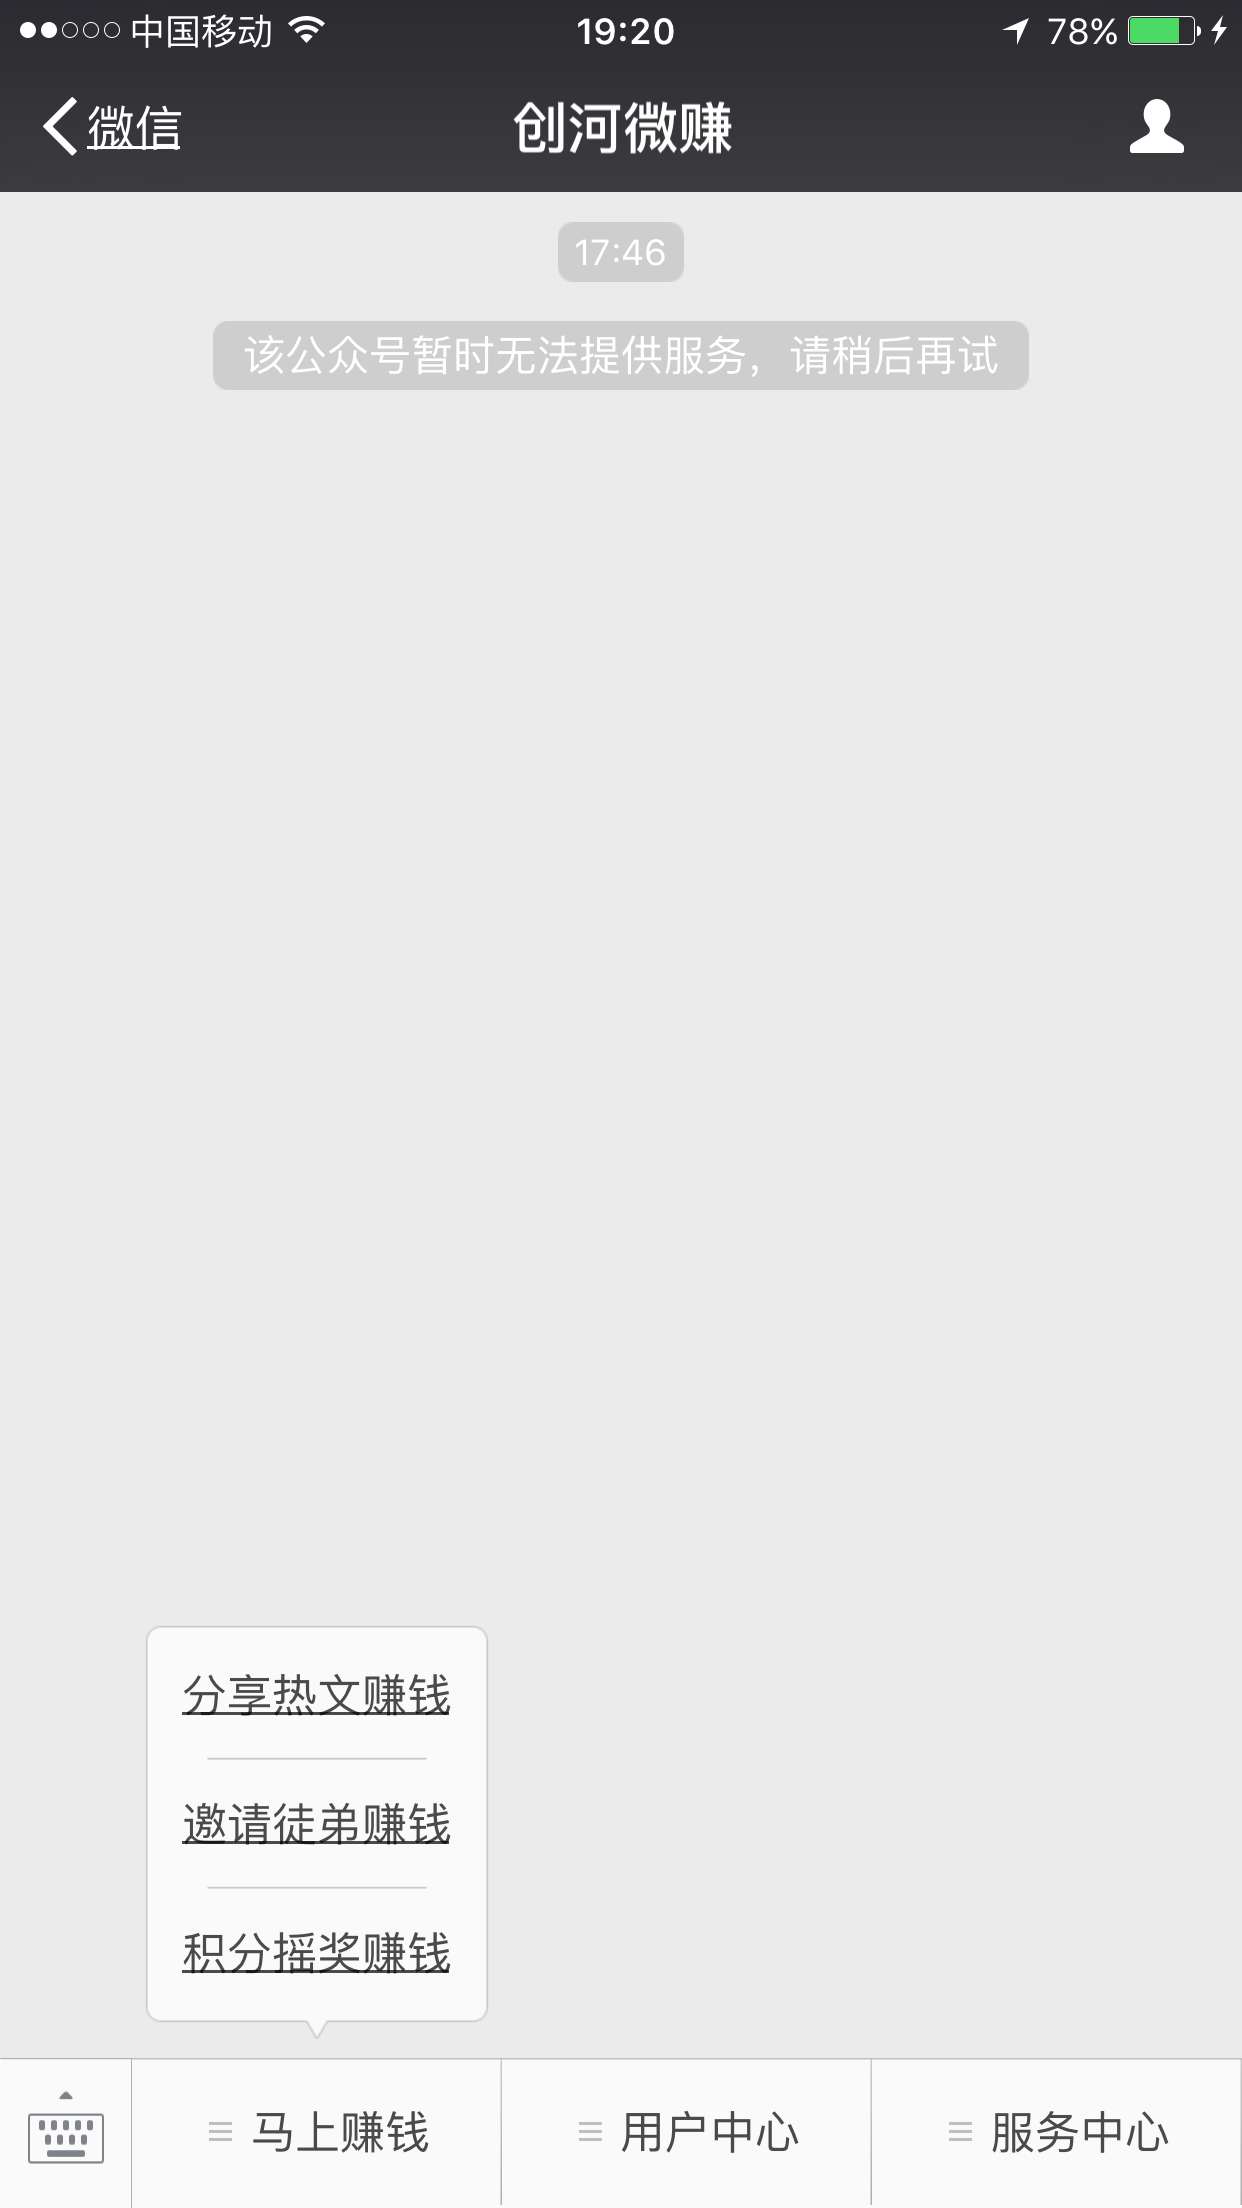 中国移动 19:20 78%
微信 创河微赚
17:46
该公众号暂时无法提供服务，请稍后再试
分享热文赚钱
邀请徒弟赚钱
积分摇奖赚钱
马上赚钱 用户中心 服务中心